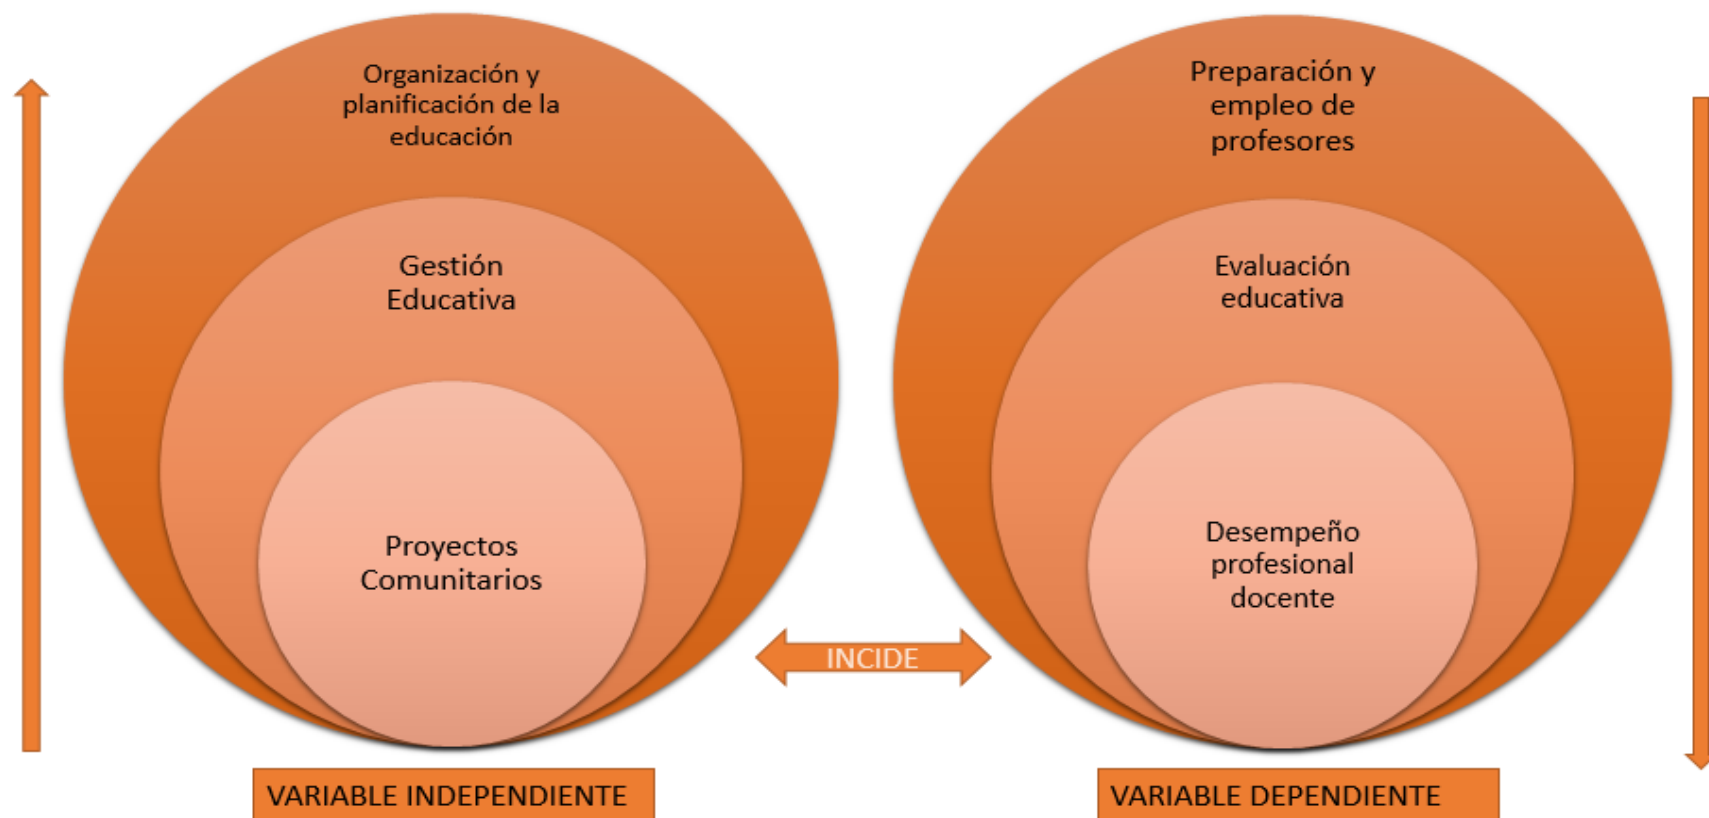 Organización y
planificación de la
educación
Gestión
Educativa
Proyectos
Comunitarios
VARIABLE INDEPENDIENTE
INCIDE
Preparación y
empleo de
profesores
Evaluación
educativa
Desempeño
profesional
docente
VARIABLE DEPENDIENTE